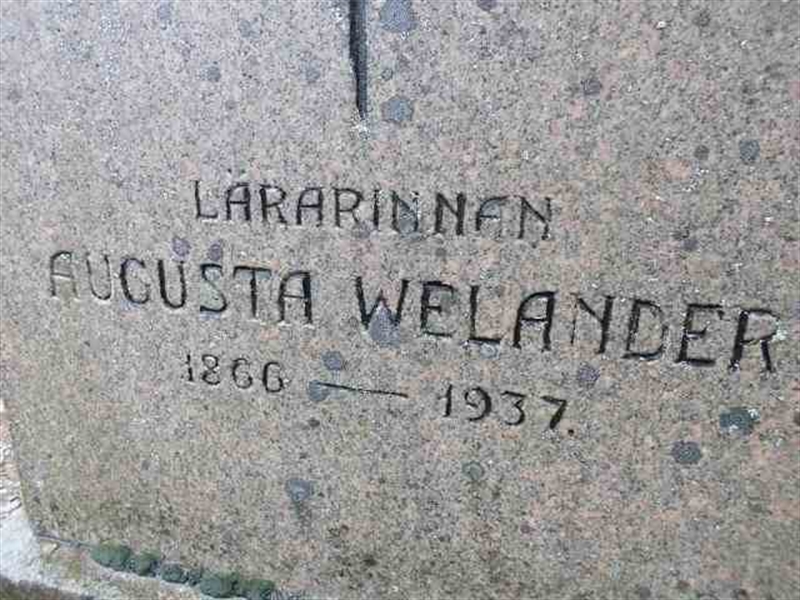 LÄRARINNAN
AUGUSTA WELANDER
1866 — 1937.